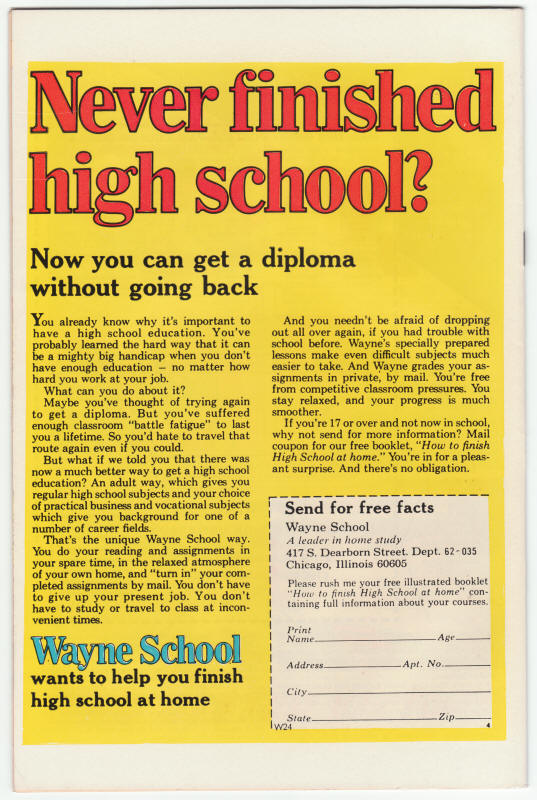 Never finished
high school?
Now you can get a diploma
without going back
You already know why it's important to
have a high school education. You've
probably learned the hard way that it can
be a mighty big handicap when you don't
have enough education – no matter how
hard you work at your job.
What can you do about it?
Maybe you've thought of trying again
to get a diploma. But you've suffered
enough classroom "battle fatigue" to last
you a lifetime. So you'd hate to travel that
route again even if you could.
But what if we told you that there was
now a much better way to get a high school
education? An adult way, which gives you
regular high school subjects and your choice
of practical business and vocational subjects
which give you background for one of a
number of career fields.
That's the unique Wayne School way.
You do your reading and assignments in
your spare time, in the relaxed atmosphere
of your own home, and "turn in" your com-
pleted assignments by mail. You don't have
to give up your present job. You don't
have to study or travel to class at incon-
venient times.
Wayne School
wants to help you finish
high school at home
And you needn't be afraid of dropping
out all over again, if you had trouble with
school before. Wayne's specially prepared
lessons make even difficult subjects much
easier to take. And Wayne grades your as-
signments in private, by mail. You're free
from competitive classroom pressures. You
stay relaxed, and your progress is much
smoother.
If you're 17 or over and not now in school,
why not send for more information? Mail
coupon for our free booklet, "How to finish
High School at home." You're in for a pleas-
ant surprise. And there's no obligation.
Send for free facts
Wayne School
A leader in home study
417 S. Dearborn Street. Dept. 62-035
Chicago, Illinois 60605
Please rush me your free illustrated booklet
"How to finish High School at home" con-
taining full information about your courses.
Print
Name Age
Address Apt. No.
City
State Zip
W24 4